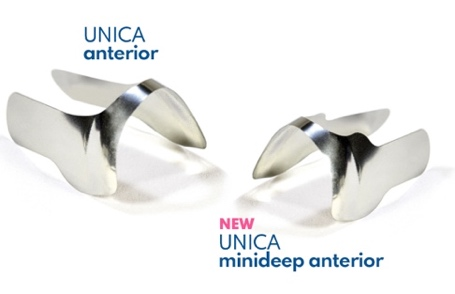 UNICA
anterior
NEW
UNICA
minideep anterior